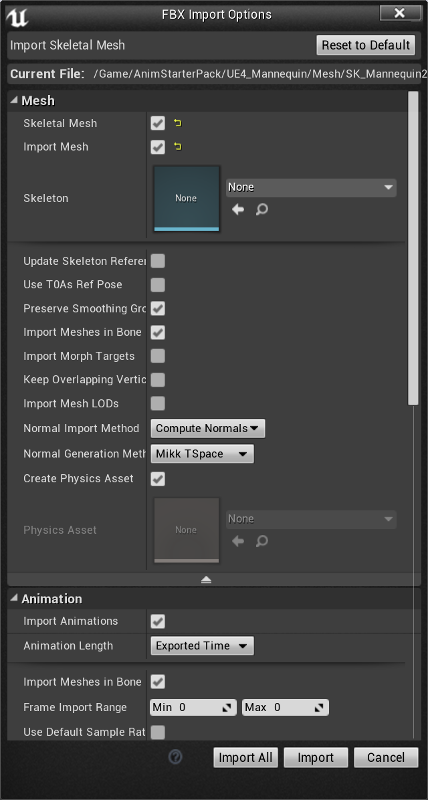 FBX Import Options
Import Skeletal Mesh
Reset to Default
Current File: /Game/AnimStarterPack/UE4_Mannequin/Mesh/SK_Mannequin2
Mesh
Skeletal Mesh
Import Mesh
Skeleton
None
None
Update Skeleton Referer
Use T0As Ref Pose
Preserve Smoothing Gro
Import Meshes in Bone
Import Morph Targets
Keep Overlapping Vertic
Import Mesh LODs
Normal Import Method
Compute Normals
Normal Generation Meth
Mikk TSpace
Create Physics Asset
Physics Asset
None
None
Animation
Import Animations
Animation Length
Exported Time
Import Meshes in Bone
Frame Import Range
Min 0
Max 0
Use Default Sample Rat
Import All
Import
Cancel